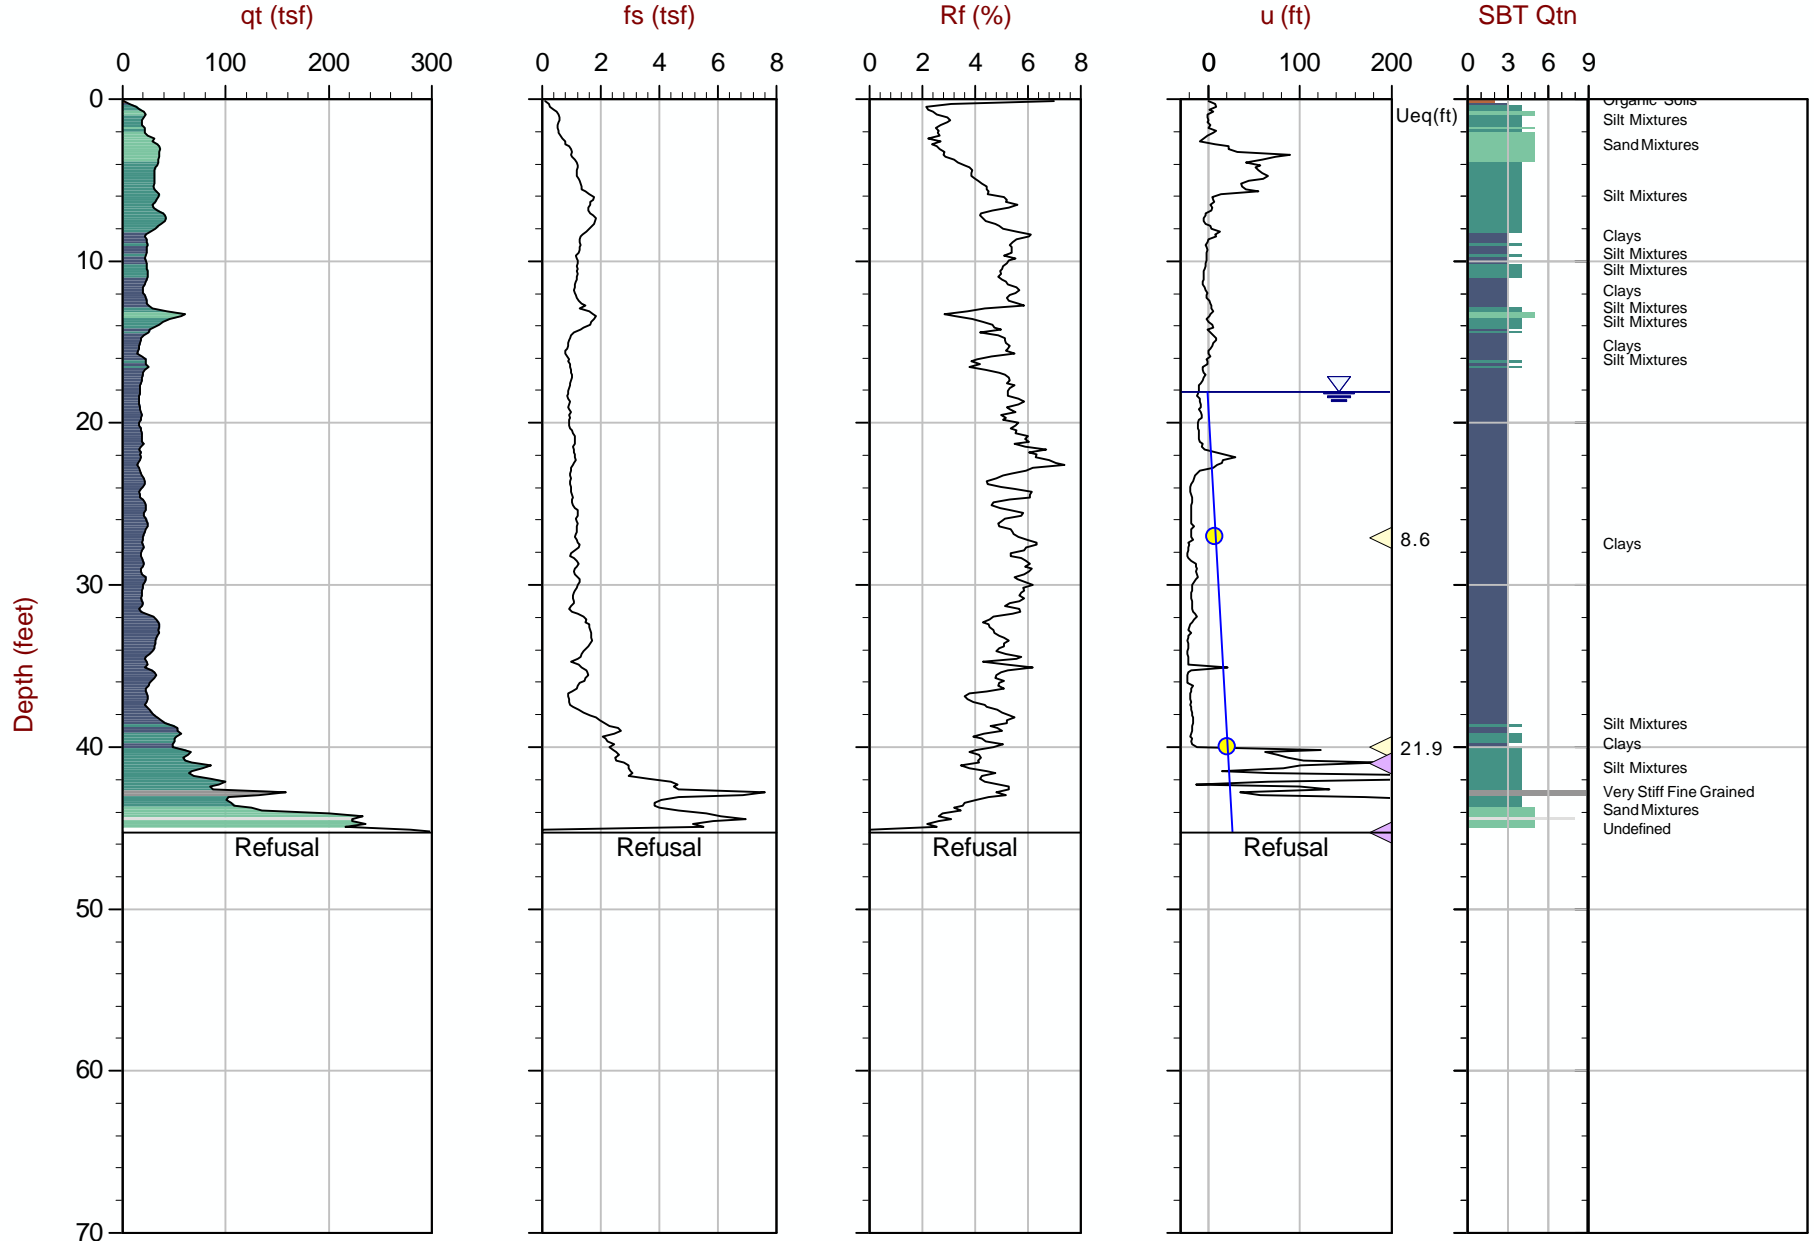 qt (tsf) fs (tsf) Rf (%) u (ft) SBT Qtn
0 100 200 300 0 2 4 6 8 0 2 4 6 8 0 100 200 0 3 6 9
0
Organic Soils
Ueq(ft)
Silt Mixtures
Sand Mixtures
Silt Mixtures
Clays
Silt Mixtures
10
Silt Mixtures
Clays
Silt Mixtures
Silt Mixtures
Clays
Silt Mixtures
20
8.6
Clays
30
Depth (feet)
Silt Mixtures
40
21.9
Clays
Silt Mixtures
Very Stiff Fine Grained
Sand Mixtures
Undefined
Refusal Refusal Refusal Refusal
50
60
70